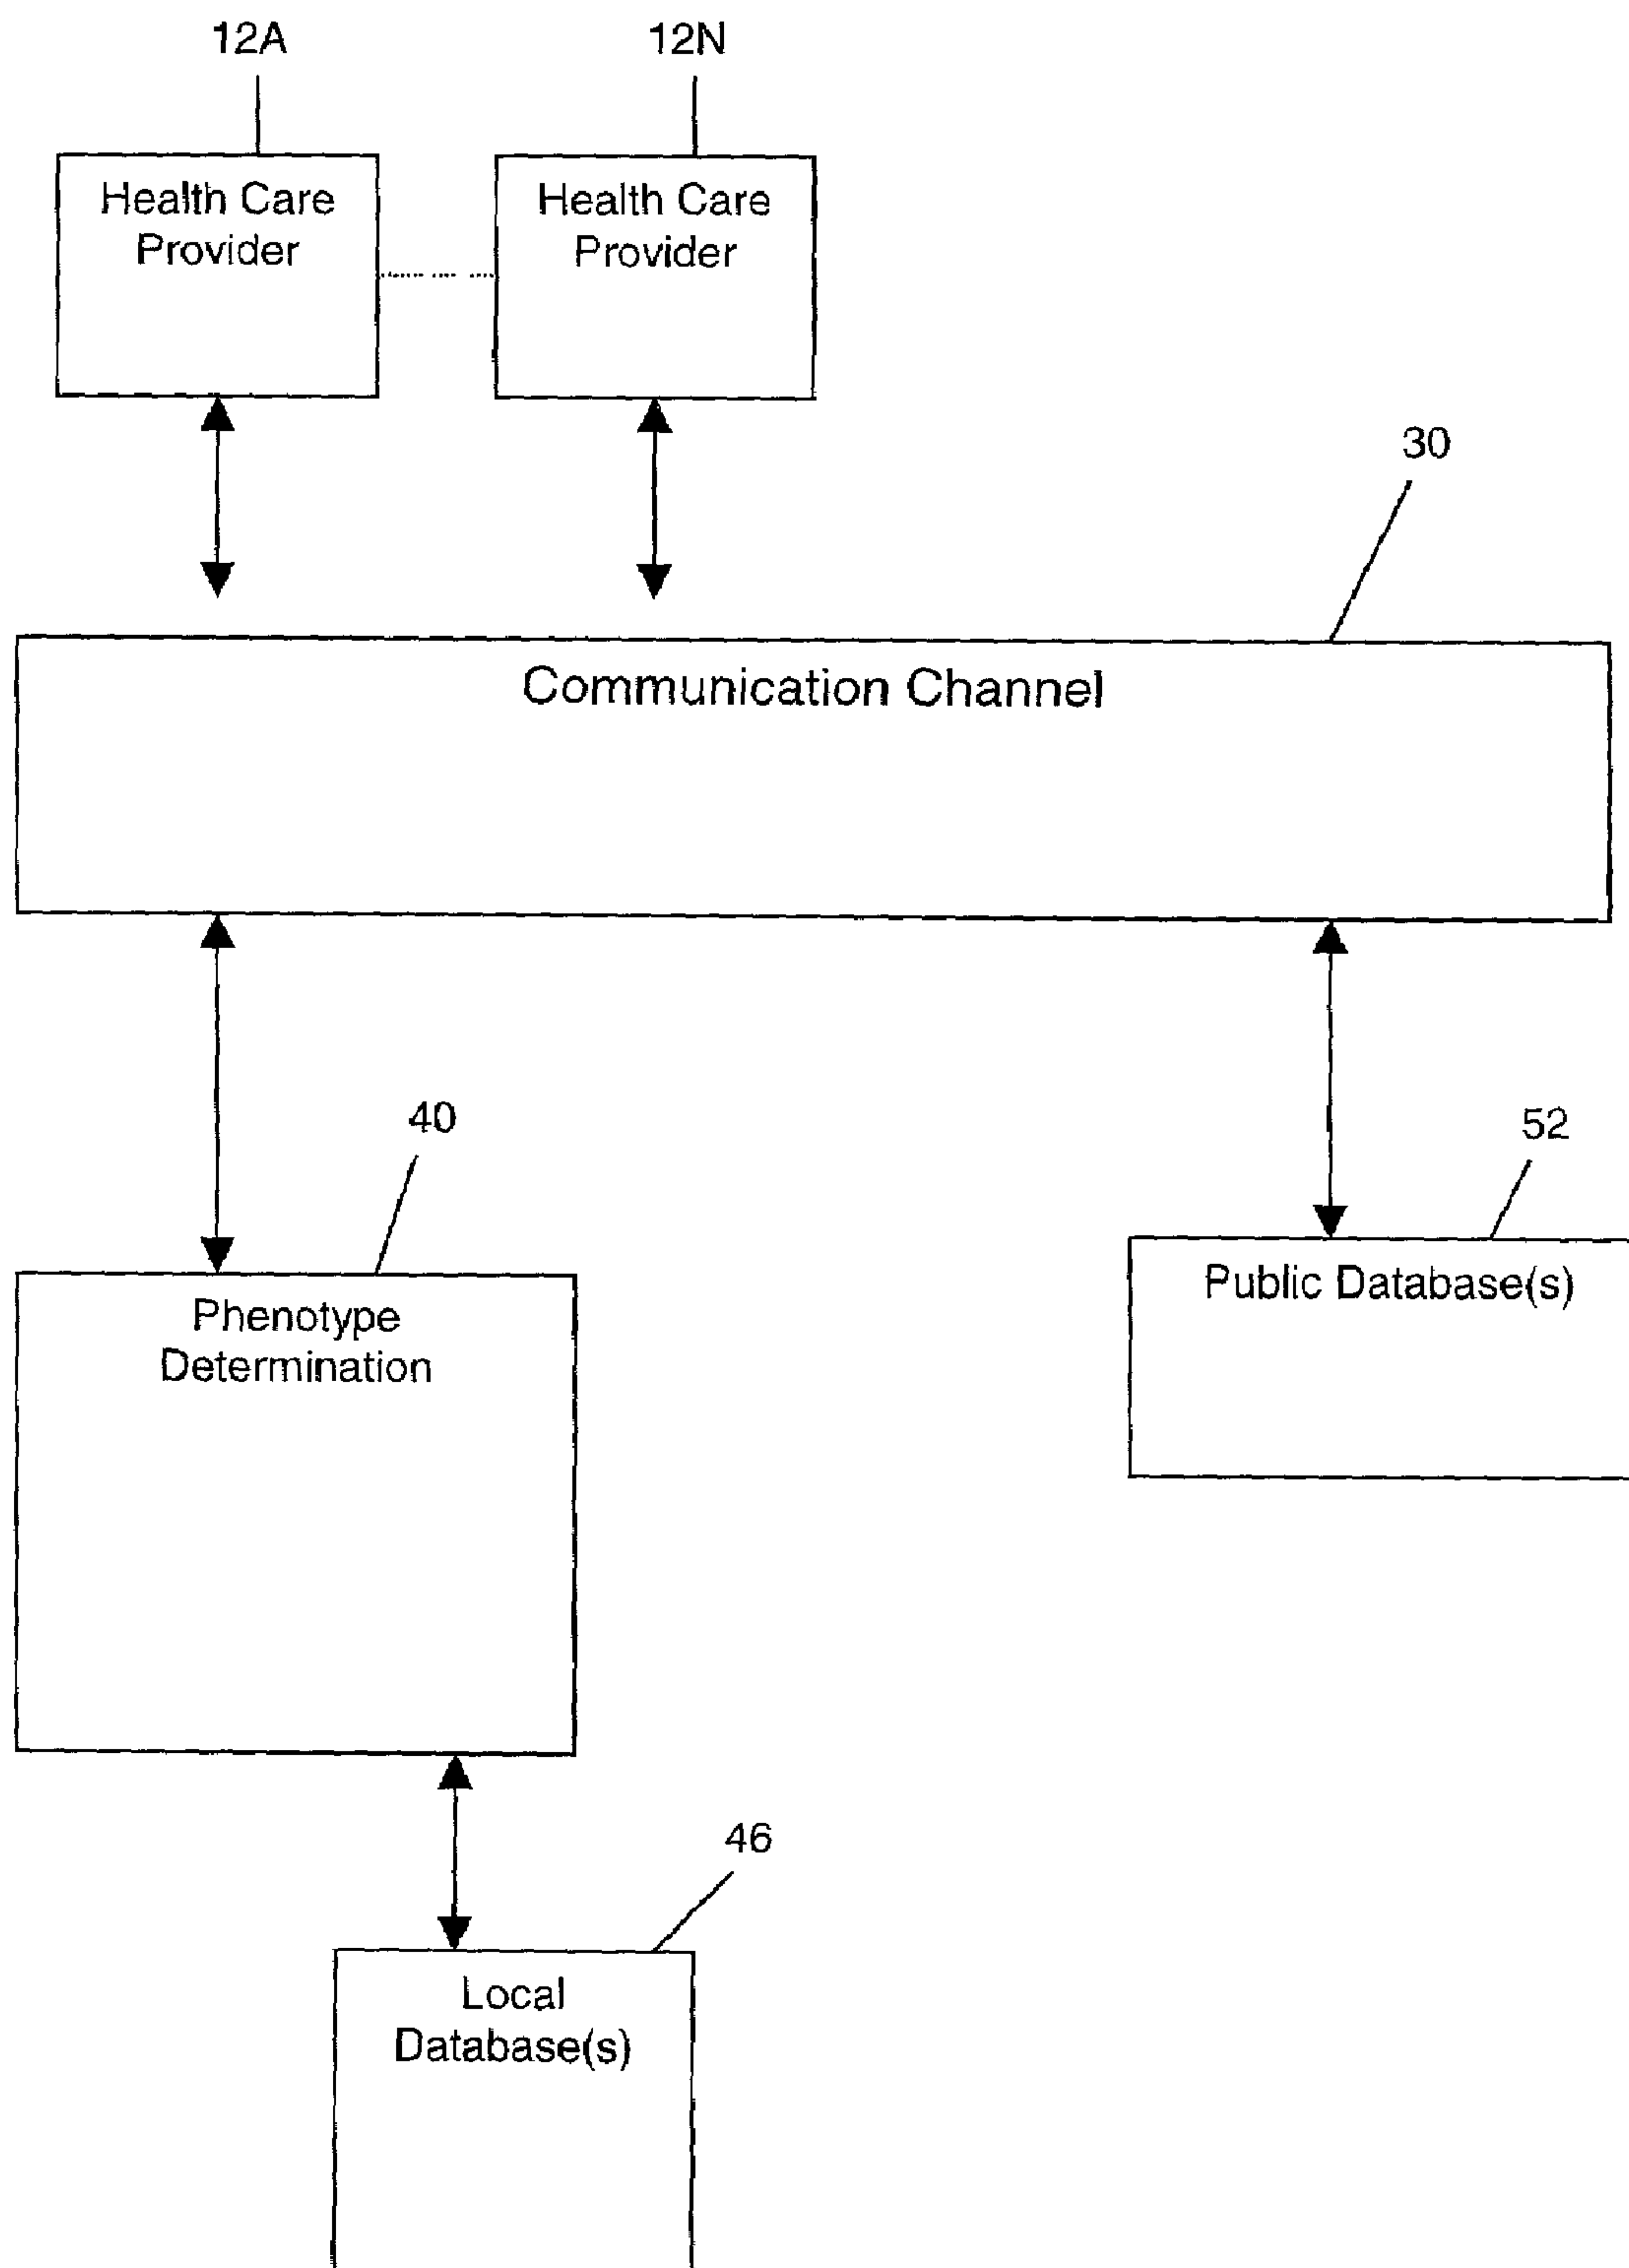 12A
12N
Health Care
Provider
Health Care
Provider
30
Communication Channel
40
52
Phenotype
Determination
Public Database(s)
46
Local
Database(s)